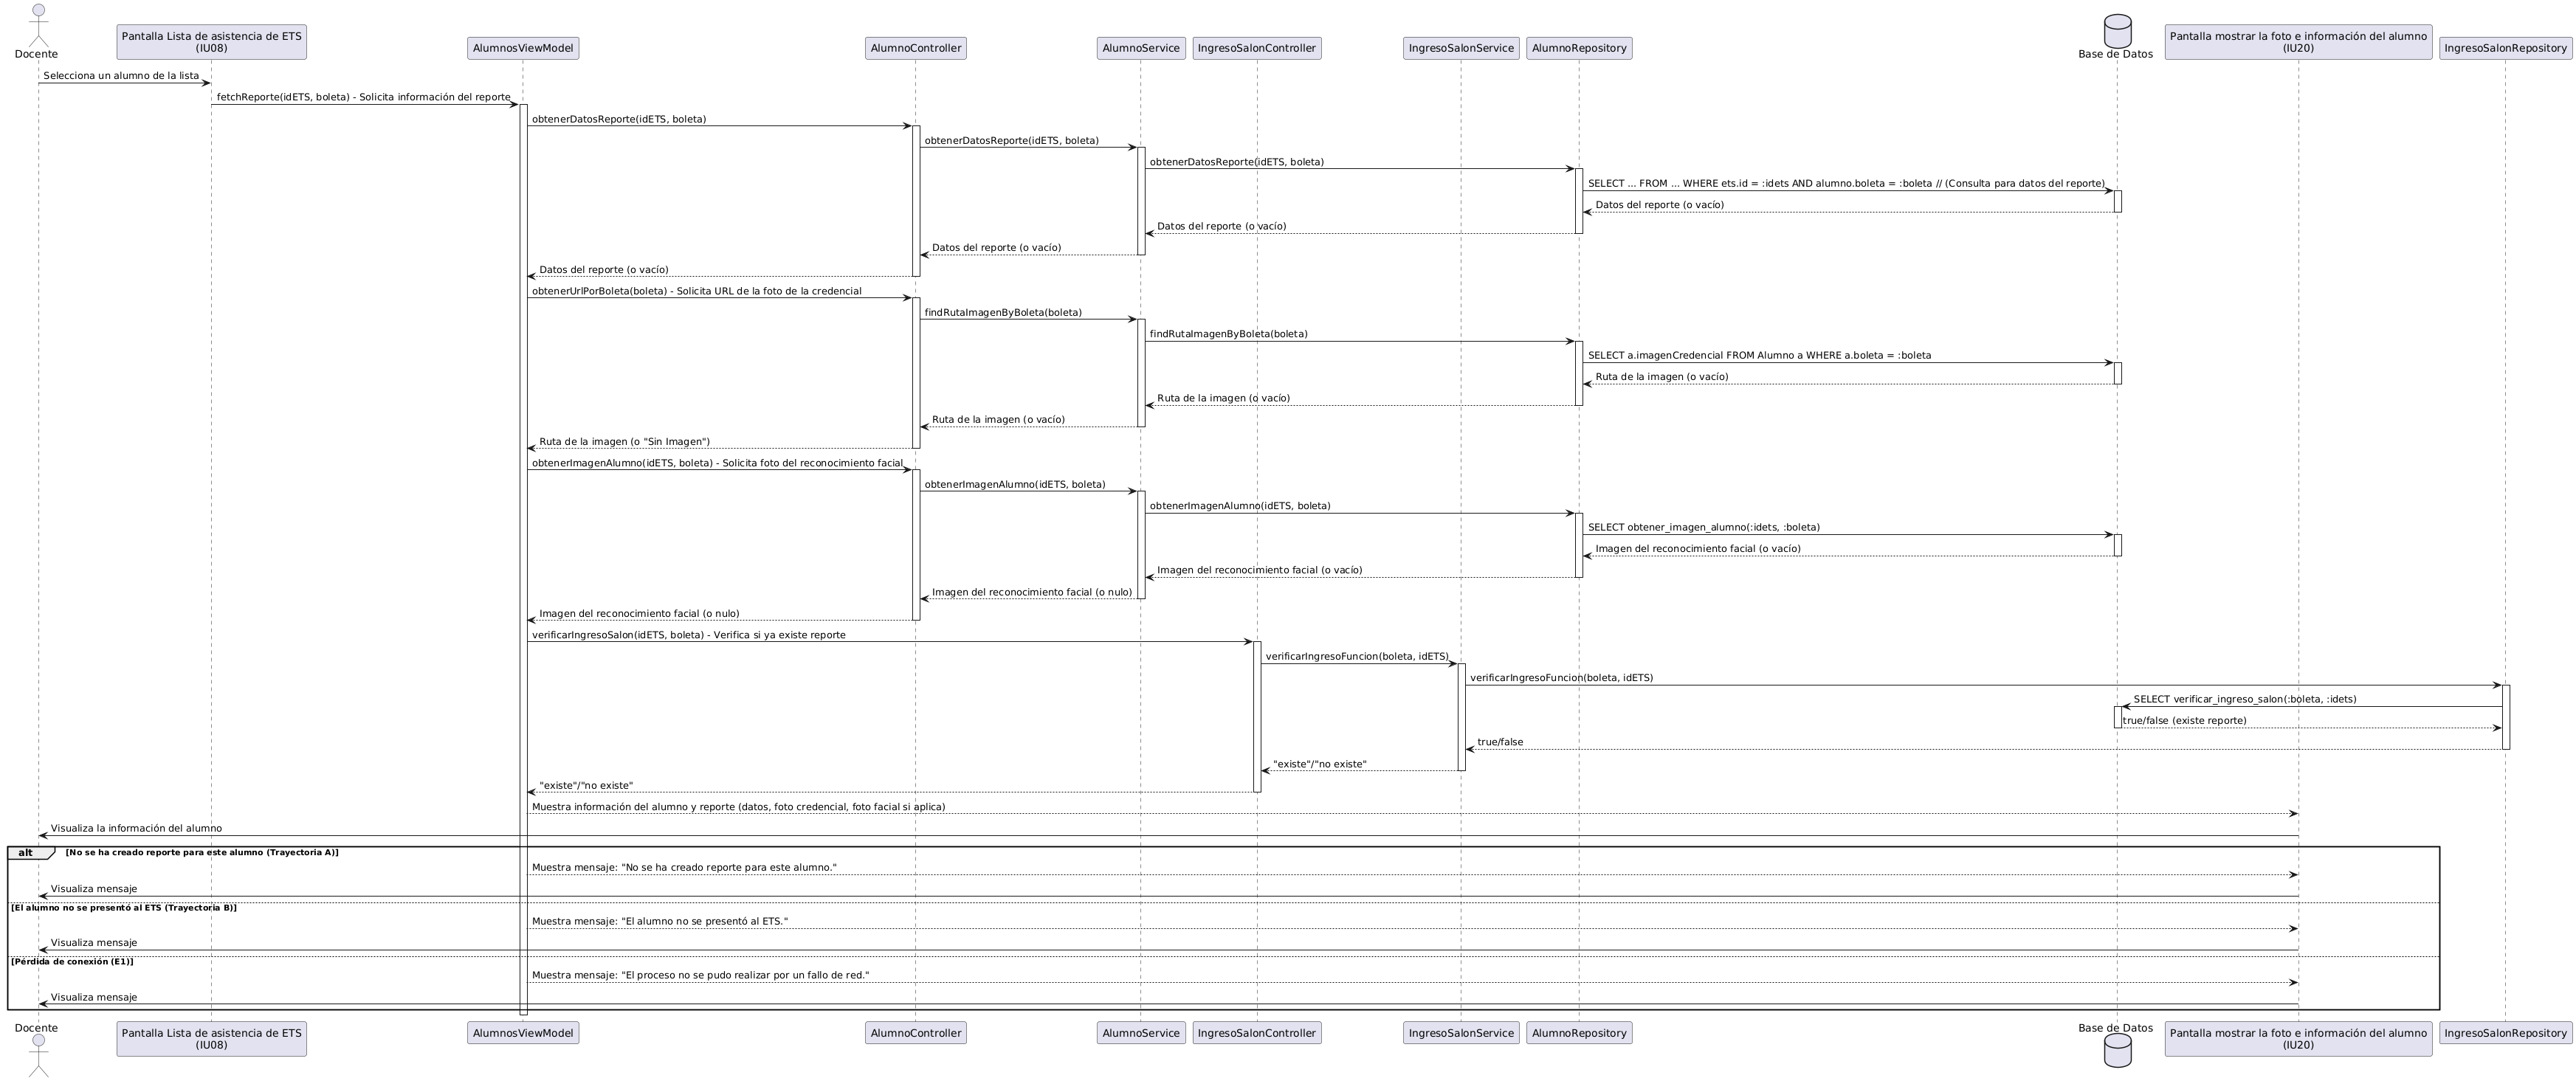 Docente
Pantalla Lista de asistencia de ETS
(IU08)
AlumnosViewModel
AlumnoController
AlumnoService
IngresoSalonController
IngresoSalonService
AlumnoRepository
Base de Datos
Pantalla mostrar la foto e información del alumno
(IU20)
IngresoSalonRepository
Selecciona un alumno de la lista
fetchReporte(idETS, boleta) - Solicita información del reporte
obtenerDatosReporte(idETS, boleta)
obtenerDatosReporte(idETS, boleta)
obtenerDatosReporte(idETS, boleta)
SELECT ... FROM ... WHERE ets.id = :idets AND alumno.boleta = :boleta // (Consulta para datos del reporte)
Datos del reporte (o vacío)
Datos del reporte (o vacío)
Datos del reporte (o vacío)
Datos del reporte (o vacío)
obtenerUrlPorBoleta(boleta) - Solicita URL de la foto de la credencial
findRutaImagenByBoleta(boleta)
findRutaImagenByBoleta(boleta)
SELECT a.imagenCredencial FROM Alumno a WHERE a.boleta = :boleta
Ruta de la imagen (o vacío)
Ruta de la imagen (o vacío)
Ruta de la imagen (o vacío)
Ruta de la imagen (o "Sin Imagen")
obtenerImagenAlumno(idETS, boleta) - Solicita foto del reconocimiento facial
obtenerImagenAlumno(idETS, boleta)
obtenerImagenAlumno(idETS, boleta)
SELECT obtener_imagen_alumno(:idets, :boleta)
Imagen del reconocimiento facial (o vacío)
Imagen del reconocimiento facial (o vacío)
Imagen del reconocimiento facial (o nulo)
Imagen del reconocimiento facial (o nulo)
verificarIngresoSalon(idETS, boleta) - Verifica si ya existe reporte
verificarIngresoFuncion(boleta, idETS)
verificarIngresoFuncion(boleta, idETS)
SELECT verificar_ingreso_salon(:boleta, :idets)
true/false (existe reporte)
true/false
"existe"/"no existe"
"existe"/"no existe"
Muestra información del alumno y reporte (datos, foto credencial, foto facial si aplica)
Visualiza la información del alumno
alt [No se ha creado reporte para este alumno (Trayectoria A)]
Muestra mensaje: "No se ha creado reporte para este alumno."
Visualiza mensaje
[El alumno no se presentó al ETS (Trayectoria B)]
Muestra mensaje: "El alumno no se presentó al ETS."
Visualiza mensaje
[Pérdida de conexión (E1)]
Muestra mensaje: "El proceso no se pudo realizar por un fallo de red."
Visualiza mensaje
Docente
Pantalla Lista de asistencia de ETS
(IU08)
AlumnosViewModel
AlumnoController
AlumnoService
IngresoSalonController
IngresoSalonService
AlumnoRepository
Base de Datos
Pantalla mostrar la foto e información del alumno
(IU20)
IngresoSalonRepository